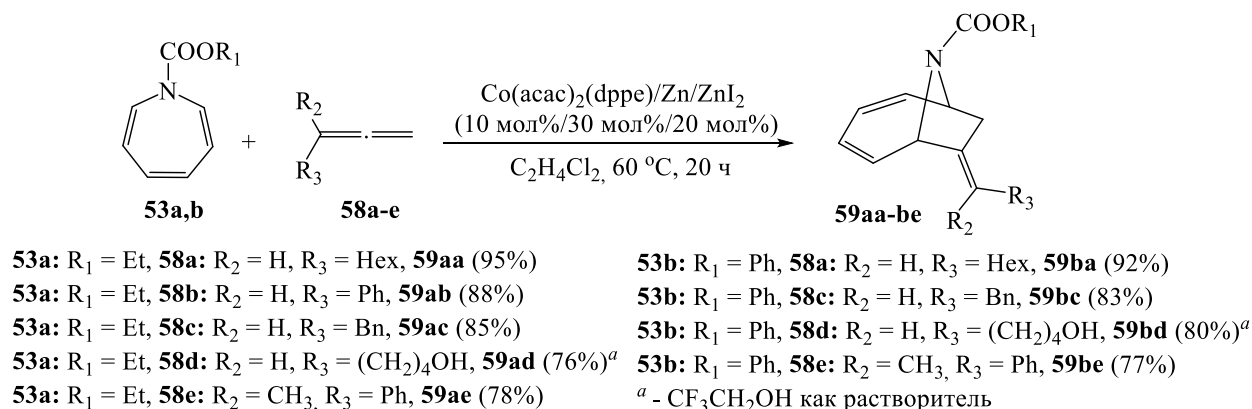 COOR₁
N
+
R₂
R₃
53a,b
58a-e
Co(acac)₂(dppe)/Zn/ZnI₂
(10 мол%/30 мол%/20 мол%)
C₂H₄Cl₂, 60 °C, 20 ч
COOR₁
N
R₃
R₂
59aa-be
53a: R₁ = Et, 58a: R₂ = H, R₃ = Hex, 59aa (95%)
53a: R₁ = Et, 58b: R₂ = H, R₃ = Ph, 59ab (88%)
53a: R₁ = Et, 58c: R₂ = H, R₃ = Bn, 59ac (85%)
53a: R₁ = Et, 58d: R₂ = H, R₃ = (CH₂)₄OH, 59ad (76%)ᵃ
53a: R₁ = Et, 58e: R₂ = CH₃, R₃ = Ph, 59ae (78%)
53b: R₁ = Ph, 58a: R₂ = H, R₃ = Hex, 59ba (92%)
53b: R₁ = Ph, 58c: R₂ = H, R₃ = Bn, 59bc (83%)
53b: R₁ = Ph, 58d: R₂ = H, R₃ = (CH₂)₄OH, 59bd (80%)ᵃ
53b: R₁ = Ph, 58e: R₂ = CH₃, R₃ = Ph, 59be (77%)
ᵃ - CF₃CH₂OH как растворитель